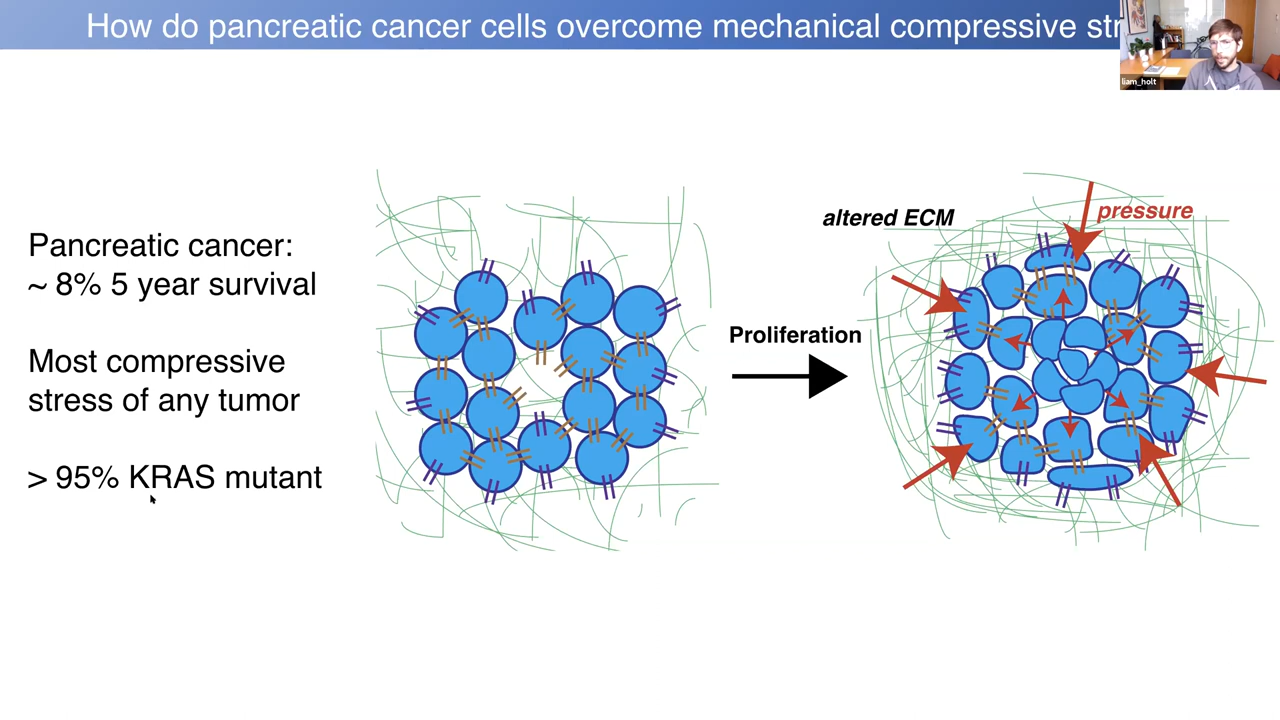 How do pancreatic cancer cells overcome mechanical compressive str
liam_holt
Pancreatic cancer:
~ 8% 5 year survival
Most compressive
stress of any tumor
> 95% KRAS mutant
Proliferation
altered ECM
pressure